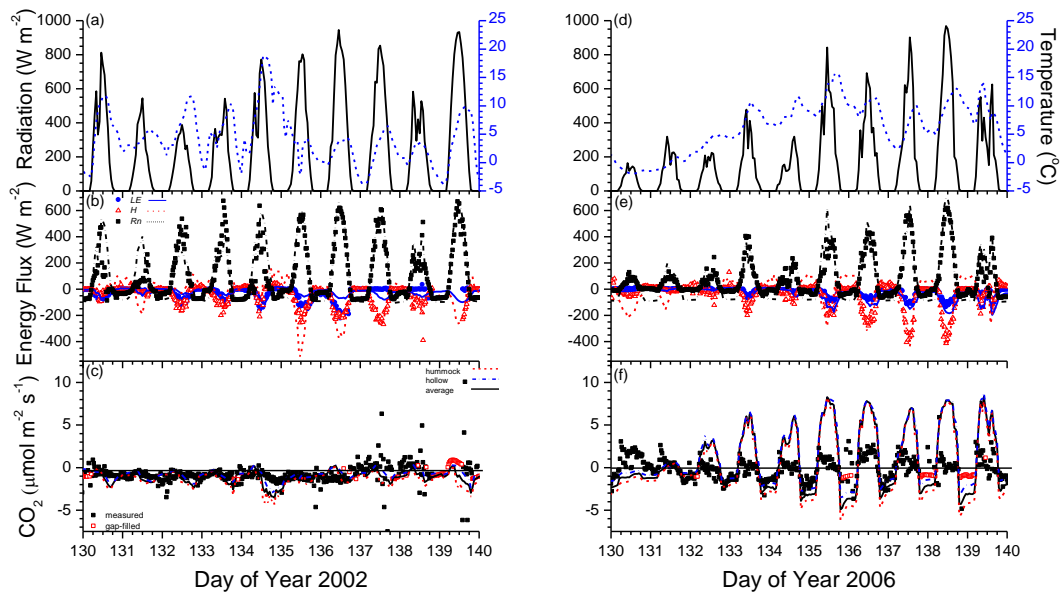 (a)
1000
800
600
400
200
0
Radiation (W m-2)
25
20
15
10
5
0
-5
(d)
1000
800
600
400
200
0
25
20
15
10
5
0
-5
Temperature (oC)
(b)
LE
H
Rn
600
400
200
0
-200
-400
Energy Flux (W m-2)
(e)
600
400
200
0
-200
-400
(c)
hummock
hollow
average
10
5
0
-5
CO2 (μmol m-2 s-1)
measured
gap-filled
130 131 132 133 134 135 136 137 138 139 140
Day of Year 2002
(f)
10
5
0
-5
130 131 132 133 134 135 136 137 138 139 140
Day of Year 2006